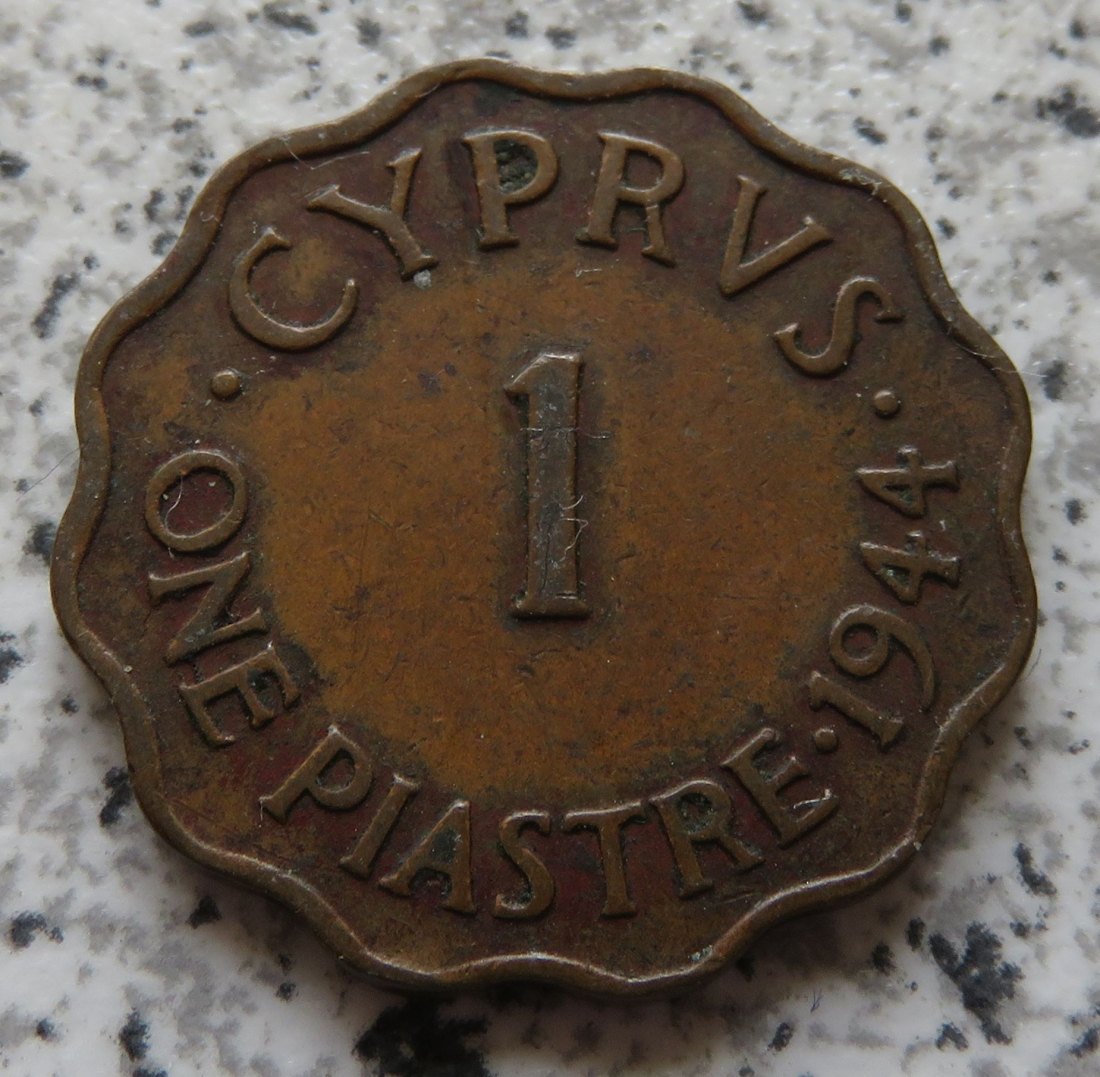 · CYPRVS ·
1
ONE PIASTRE · 1944